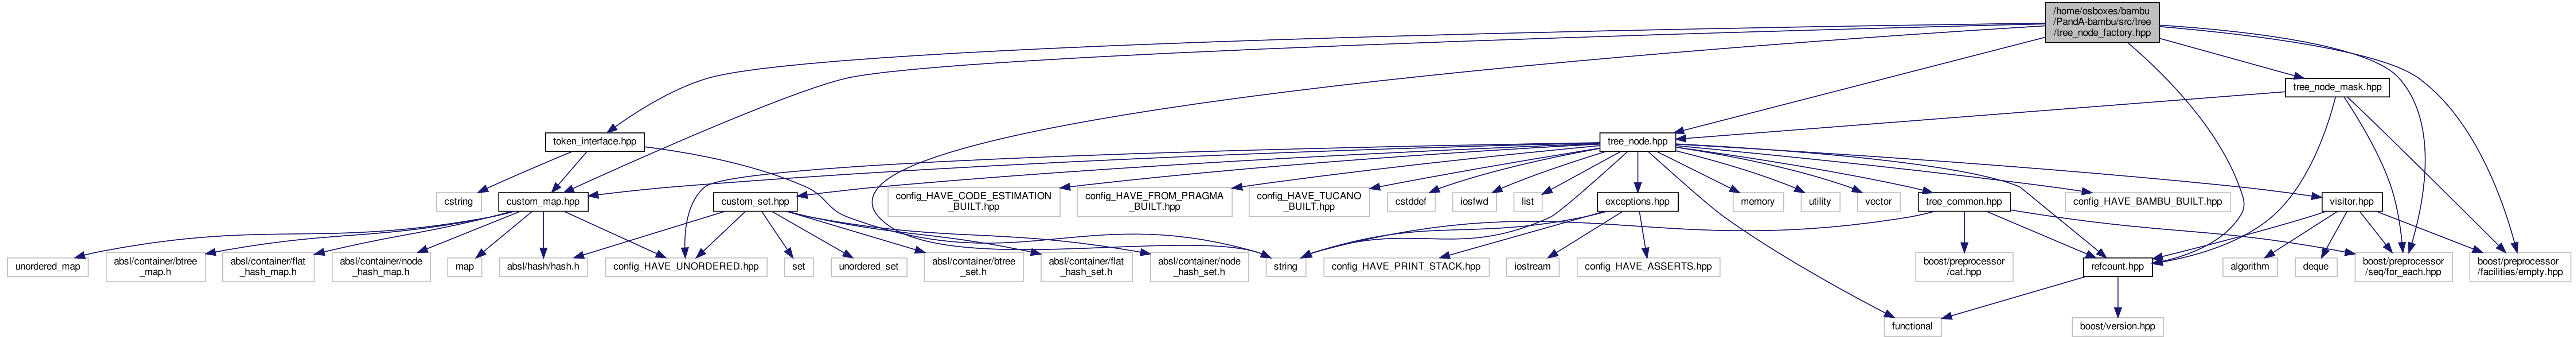 /home/osboxes/bambu
/PandA-bambu/src/tree
/tree_node_factory.hpp
tree_node_mask.hpp
token_interface.hpp
tree_node.hpp
cstring
custom_map.hpp
custom_set.hpp
config_HAVE_CODE_ESTIMATION
_BUILT.hpp
config_HAVE_FROM_PRAGMA
_BUILT.hpp
config_HAVE_TUCANO
_BUILT.hpp
cstddef
iosfwd
list
exceptions.hpp
memory
utility
vector
tree_common.hpp
config_HAVE_BAMBU_BUILT.hpp
visitor.hpp
unordered_map
absl/container/btree
_map.h
absl/container/flat
_hash_map.h
absl/container/node
_hash_map.h
map
absl/hash/hash.h
config_HAVE_UNORDERED.hpp
set
unordered_set
absl/container/btree
_set.h
absl/container/flat
_hash_set.h
absl/container/node
_hash_set.h
string
config_HAVE_PRINT_STACK.hpp
iostream
config_HAVE_ASSERTS.hpp
boost/preprocessor
/cat.hpp
refcount.hpp
algorithm
deque
boost/preprocessor
/seq/for_each.hpp
boost/preprocessor
/facilities/empty.hpp
functional
boost/version.hpp